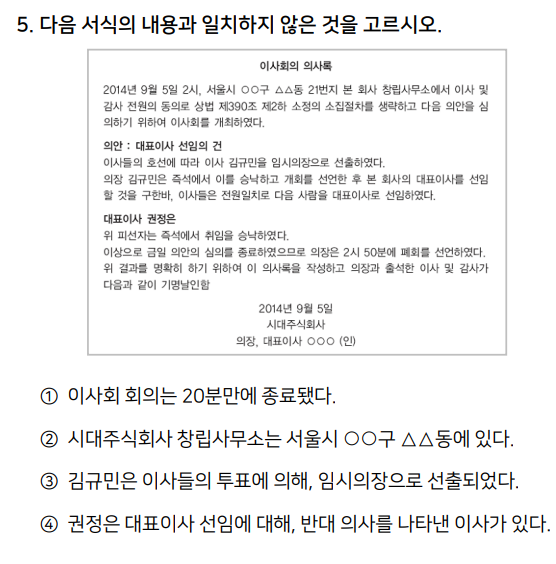 5. 다음 서식의 내용과 일치하지 않은 것을 고르시오.
이사회의 의사록
2014년 9월 5일 2시, 서울시 ○○구 △△동 21번지 본 회사 창립사무소에서 이사 및
감사 전원의 동의로 상법 제390조 제2하 소정의 소집절차를 생략하고 다음 의안을 심
의하기 위하여 이사회를 개최하였다.
의안 : 대표이사 선임의 건
이사들의 호선에 따라 이사 김규민을 임시의장으로 선출하였다.
의장 김규민은 즉석에서 이를 승낙하고 개회를 선언한 후 본 회사의 대표이사를 선임
할 것을 구한바, 이사들은 전원일치로 다음 사람을 대표이사로 선임하였다.
대표이사 권정은
위 피선자는 즉석에서 취임을 승낙하였다.
이상으로 금일 의안의 심의를 종료하였으므로 의장은 2시 50분에 폐회를 선언하였다.
위 결과를 명확히 하기 위하여 이 의사록을 작성하고 의장과 출석한 이사 및 감사가
다음과 같이 기명날인함
2014년 9월 5일
시대주식회사
의장, 대표이사 ○○○ (인)
① 이사회 회의는 20분만에 종료됐다.
② 시대주식회사 창립사무소는 서울시 ○○구 △△동에 있다.
③ 김규민은 이사들의 투표에 의해, 임시의장으로 선출되었다.
④ 권정은 대표이사 선임에 대해, 반대 의사를 나타낸 이사가 있다.